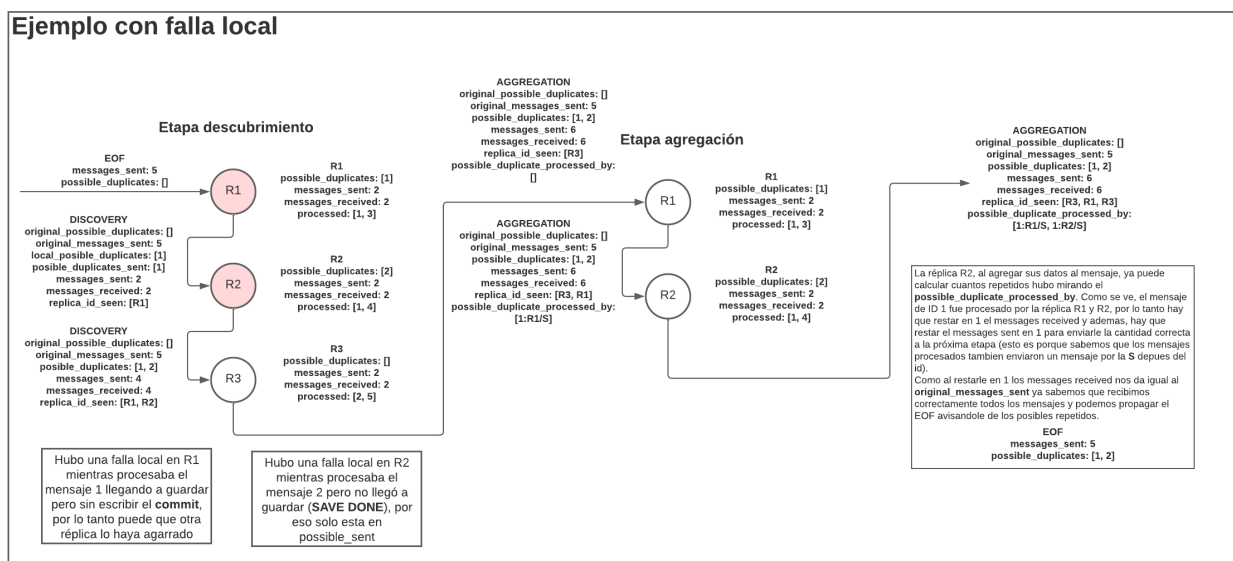 Ejemplo con falla local
Etapa descubrimiento
EOF
messages_sent: 5
possible_duplicates: []
R1
R1
possible_duplicates: [1]
messages_sent: 2
messages_received: 2
processed: [1, 3]
DISCOVERY
original_possible_duplicates: []
original_messages_sent: 5
local_posible_duplicates: [1]
posible_duplicates_sent: [1]
messages_sent: 2
messages_received: 2
replica_id_seen: [R1]
R2
R2
possible_duplicates: [2]
messages_sent: 2
messages_received: 2
processed: [1, 4]
DISCOVERY
original_possible_duplicates: []
original_messages_sent: 5
posible_duplicates: [1, 2]
messages_sent: 4
messages_received: 4
replica_id_seen: [R1, R2]
R3
R3
possible_duplicates: []
messages_sent: 2
messages_received: 2
processed: [2, 5]
Hubo una falla local en R1
mientras procesaba el
mensaje 1 llegando a guardar
pero sin escribir el commit,
por lo tanto puede que otra
réplica lo haya agarrado
Hubo una falla local en R2
mientras procesaba el
mensaje 2 pero no llegó a
guardar (SAVE DONE), por
eso solo esta en
possible_sent
AGGREGATION
original_possible_duplicates: []
original_messages_sent: 5
possible_duplicates: [1, 2]
messages_sent: 6
messages_received: 6
replica_id_seen: [R3]
possible_duplicate_processed_by:
[]
Etapa agregación
R1
R1
possible_duplicates: [1]
messages_sent: 2
messages_received: 2
processed: [1, 3]
AGGREGATION
original_possible_duplicates: []
original_messages_sent: 5
possible_duplicates: [1, 2]
messages_sent: 6
messages_received: 6
replica_id_seen: [R3, R1]
possible_duplicate_processed_by:
[1:R1/S]
R2
R2
possible_duplicates: [2]
messages_sent: 2
messages_received: 2
processed: [1, 4]
AGGREGATION
original_possible_duplicates: []
original_messages_sent: 5
possible_duplicates: [1, 2]
messages_sent: 6
messages_received: 6
replica_id_seen: [R3, R1, R3]
possible_duplicate_processed_by:
[1:R1/S, 1:R2/S]
La réplica R2, al agregar sus datos al mensaje, ya puede
calcular cuantos repetidos hubo mirando el
possible_duplicate_processed_by. Como se ve, el mensaje
de ID 1 fue procesado por la réplica R1 y R2, por lo tanto hay
que restar en 1 el messages received y ademas, hay que
restar el messages sent en 1 para enviarle la cantidad correcta
a la próxima etapa (esto es porque sabemos que los mensajes
procesados tambien enviaron un mensaje por la S depues del
id).
Como al restarle en 1 los messages received nos da igual al
original_messages_sent ya sabemos que recibimos
correctamente todos los mensajes y podemos propagar el
EOF avisandole de los posibles repetidos.
EOF
messages_sent: 5
possible_duplicates: [1, 2]